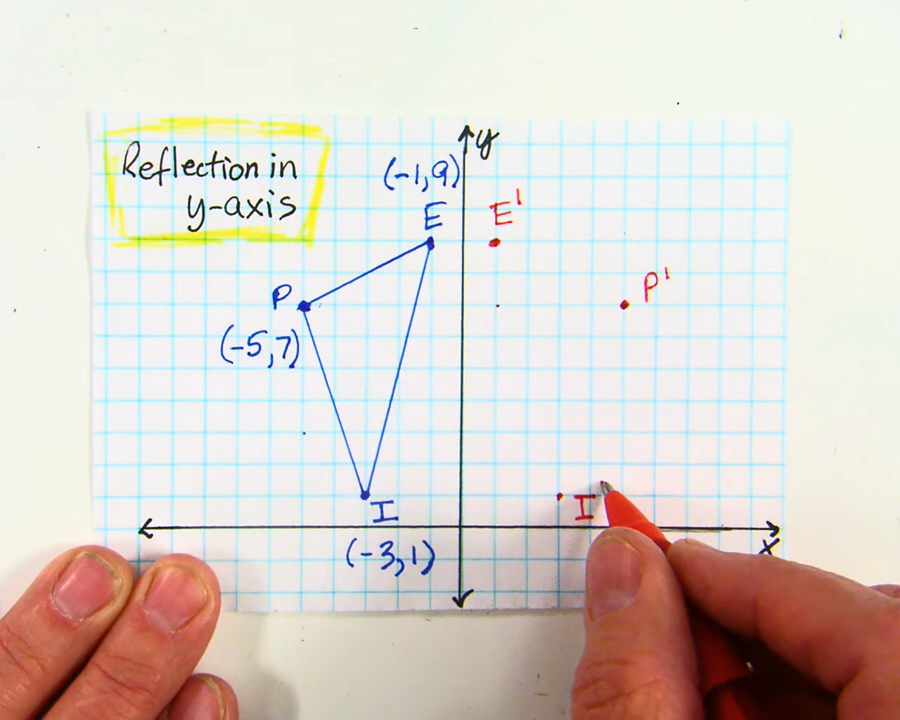 Reflection in
y-axis
y
(-1,9)
E
E'
P
P'
(-5,7)
I
I
(-3,1)
x